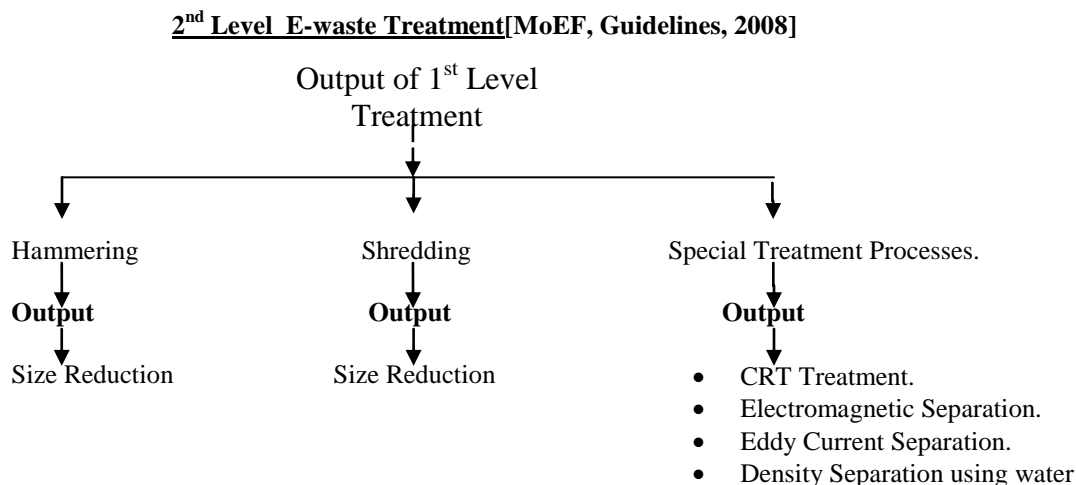 2nd Level E-waste Treatment[MoEF, Guidelines, 2008]
Output of 1st Level
Treatment
Hammering
Shredding
Special Treatment Processes.
Output
Output
Output
Size Reduction
Size Reduction
• CRT Treatment.
• Electromagnetic Separation.
• Eddy Current Separation.
• Density Separation using water